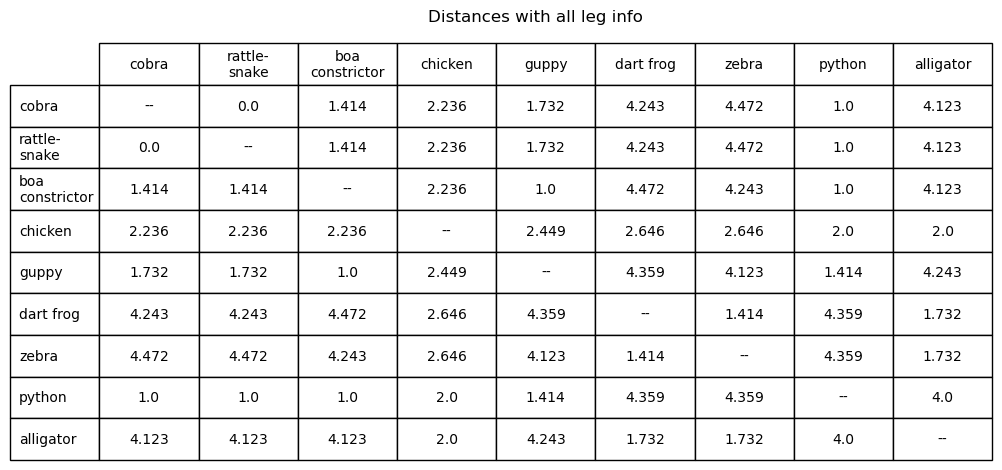 Distances with all leg info
cobra rattle- boa chicken guppy dart frog zebra python alligator
snake constrictor
cobra -- 0.0 1.414 2.236 1.732 4.243 4.472 1.0 4.123
rattle-
snake 0.0 -- 1.414 2.236 1.732 4.243 4.472 1.0 4.123
boa
constrictor 1.414 1.414 -- 2.236 1.0 4.472 4.243 1.0 4.123
chicken 2.236 2.236 2.236 -- 2.449 2.646 2.646 2.0 2.0
guppy 1.732 1.732 1.0 2.449 -- 4.359 4.123 1.414 4.243
dart frog 4.243 4.243 4.472 2.646 4.359 -- 1.414 4.359 1.732
zebra 4.472 4.472 4.243 2.646 4.123 1.414 -- 4.359 1.732
python 1.0 1.0 1.0 2.0 1.414 4.359 4.359 -- 4.0
alligator 4.123 4.123 4.123 2.0 4.243 1.732 1.732 4.0 --